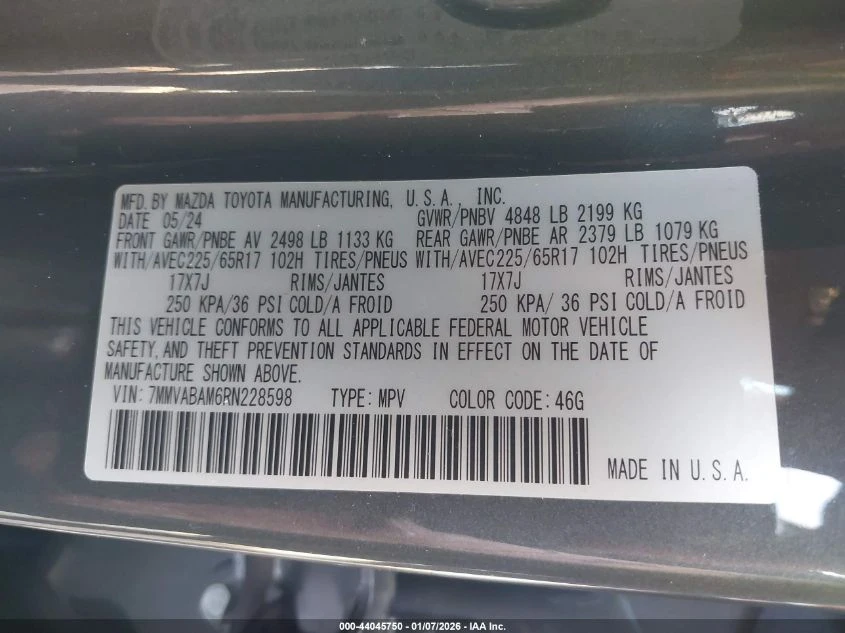 MFD. BY MAZDA TOYOTA MANUFACTURING, U.S.A., INC.
DATE 05/24 GVWR/PNBV 4848 LB 2199 KG
FRONT GAWR/PNBE AV 2498 LB 1133 KG REAR GAWR/PNBE AR 2379 LB 1079 KG
WITH/AVEC225/65R17 102H TIRES/PNEUS WITH/AVEC225/65R17 102H TIRES/PNEUS
17X7J RIMS/JANTES 17X7J RIMS/JANTES
250 KPA/36 PSI COLD/A FROID 250 KPA/ 36 PSI COLD/A FROID
THIS VEHICLE CONFORMS TO ALL APPLICABLE FEDERAL MOTOR VEHICLE
SAFETY, AND THEFT PREVENTION STANDARDS IN EFFECT ON THE DATE OF
MANUFACTURE SHOWN ABOVE.
VIN: 7MMVABAM6RN228598 TYPE: MPV COLOR CODE: 46G
MADE IN U.S.A.
000-44045750 - 01/07/2026 - IAA Inc.